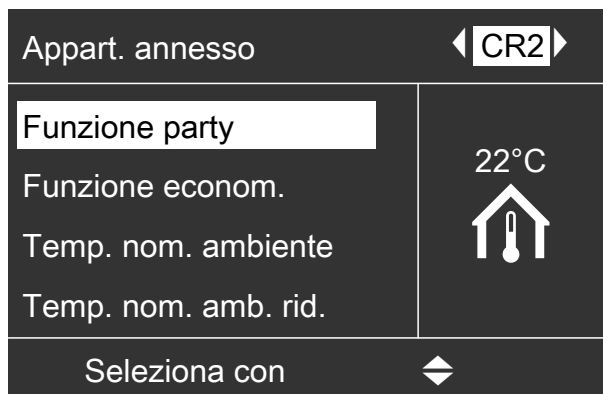 Appart. annesso CR2
Funzione party
Funzione econom.
22°C
Temp. nom. ambiente
Temp. nom. amb. rid.
Seleziona con